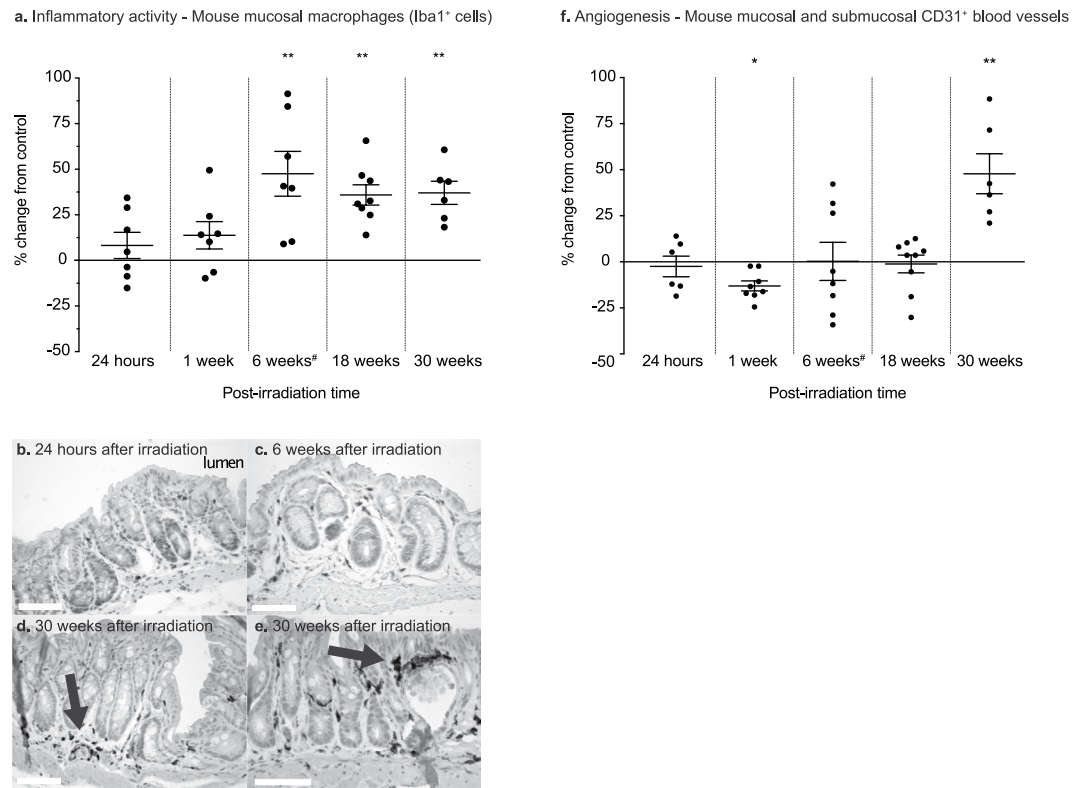 a. Inflammatory activity - Mouse mucosal macrophages (Iba1⁺ cells)
** ** **
% change from control
100
75
50
25
0
-25
-50
24 hours 1 week 6 weeks# 18 weeks 30 weeks
Post-irradiation time
f. Angiogenesis - Mouse mucosal and submucosal CD31⁺ blood vessels
* **
% change from control
100
75
50
25
0
-25
-50
24 hours 1 week 6 weeks# 18 weeks 30 weeks
Post-irradiation time
b. 24 hours after irradiation
lumen
c. 6 weeks after irradiation
d. 30 weeks after irradiation
e. 30 weeks after irradiation